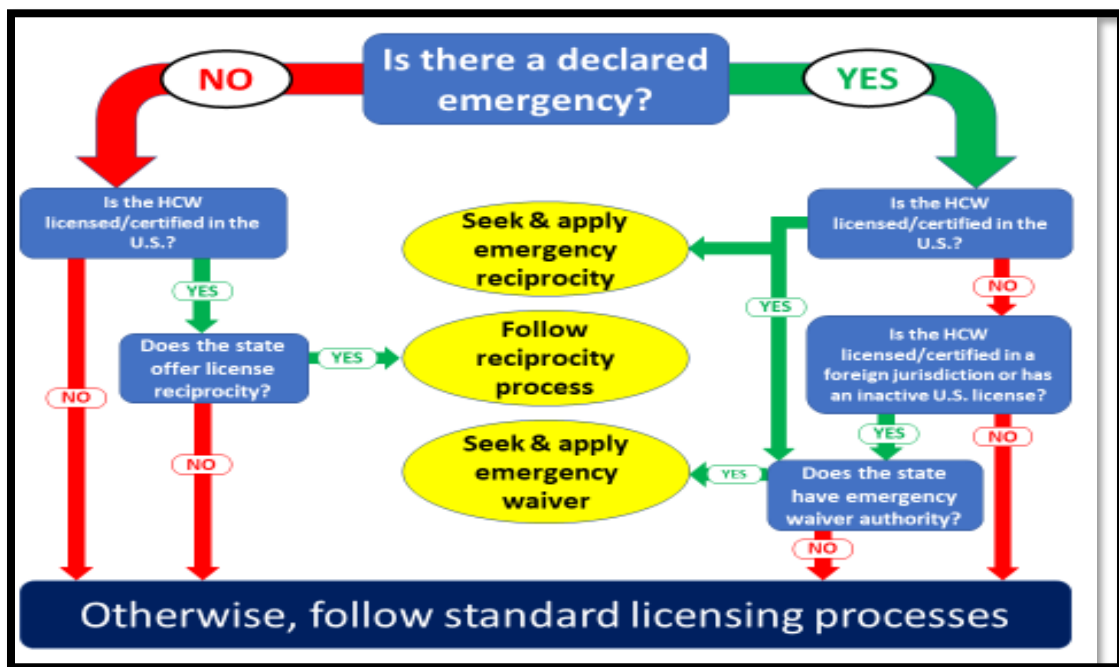 Is there a declared
emergency?
NO
YES
Is the HCW
licensed/certified in the
U.S.?
Seek & apply
emergency
reciprocity
Is the HCW
licensed/certified in the
U.S.?
YES
NO
YES
Does the state
offer license
reciprocity?
YES
Follow
reciprocity
process
Is the HCW
licensed/certified in a
foreign jurisdiction or has
an inactive U.S. license?
NO
NO
YES
NO
Seek & apply
emergency
waiver
YES
Does the state
have emergency
waiver authority?
NO
Otherwise, follow standard licensing processes